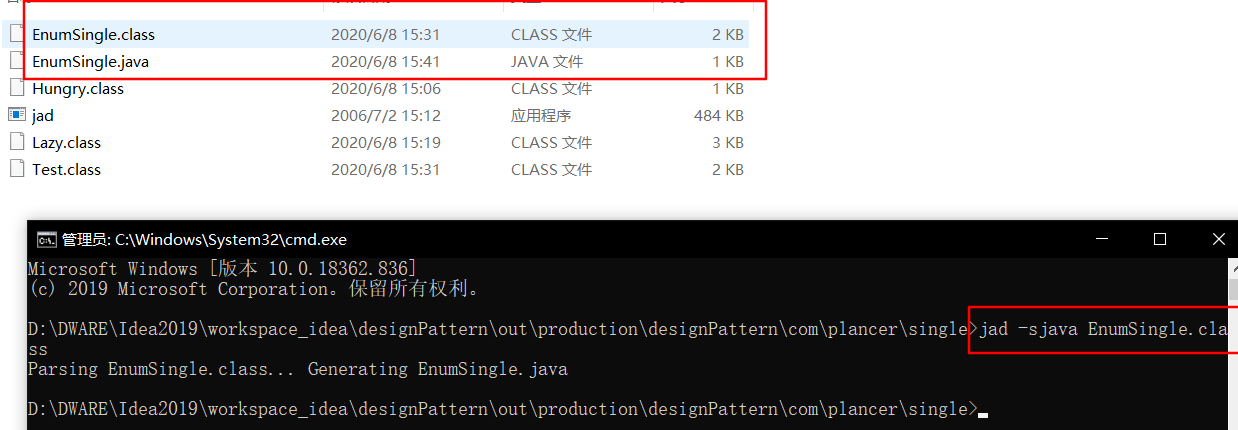 EnumSingle.class 2020/6/8 15:31 CLASS 文件 2 KB
EnumSingle.java 2020/6/8 15:41 JAVA 文件 1 KB
Hungry.class 2020/6/8 15:06 CLASS 文件 1 KB
jad 2006/7/2 15:12 应用程序 484 KB
Lazy.class 2020/6/8 15:19 CLASS 文件 3 KB
Test.class 2020/6/8 15:31 CLASS 文件 2 KB
管理员: C:\Windows\System32\cmd.exe
Microsoft Windows [版本 10.0.18362.836]
(c) 2019 Microsoft Corporation。保留所有权利。
D:\DWARE\Idea2019\workspace_idea\designPattern\out\production\designPattern\com\plancer\single>jad -sjava EnumSingle.cla
ss
Parsing EnumSingle.class... Generating EnumSingle.java
D:\DWARE\Idea2019\workspace_idea\designPattern\out\production\designPattern\com\plancer\single>